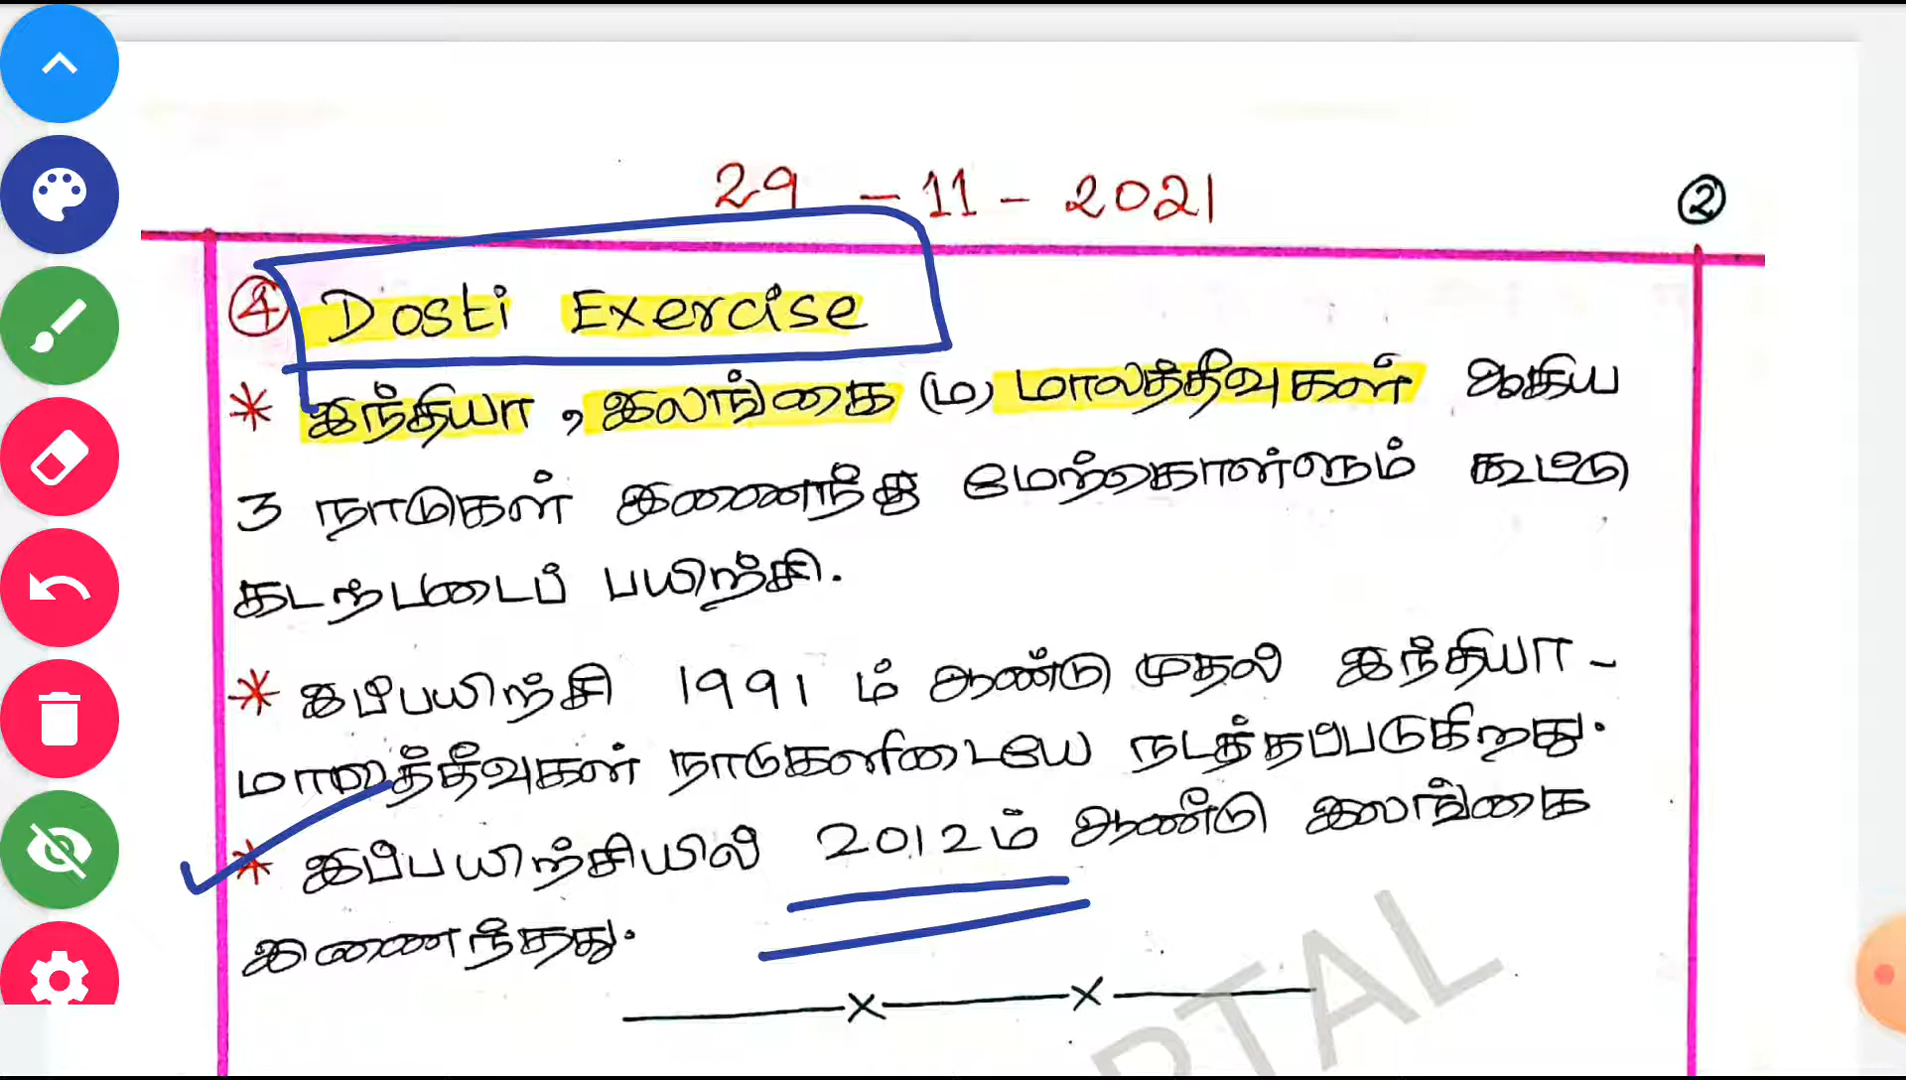 29 - 11 - 2021
2
4 Dosti Exercise
* இந்தியா, இலங்கை (ம) மாலத்தீவுகள் ஆகிய
3 நாடுகள் இணைந்து மேற்கொள்ளும் கூட்டு
கடற்படைப் பயிற்சி.
* இப்பயிற்சி 1991 ம் ஆண்டு முதல் இந்தியா -
மாலத்தீவுகள் நாடுகளிடையே நடத்தப்படுகிறது.
* இப்பயிற்சியில் 2012ம் ஆண்டு இலங்கை
இணைந்தது.